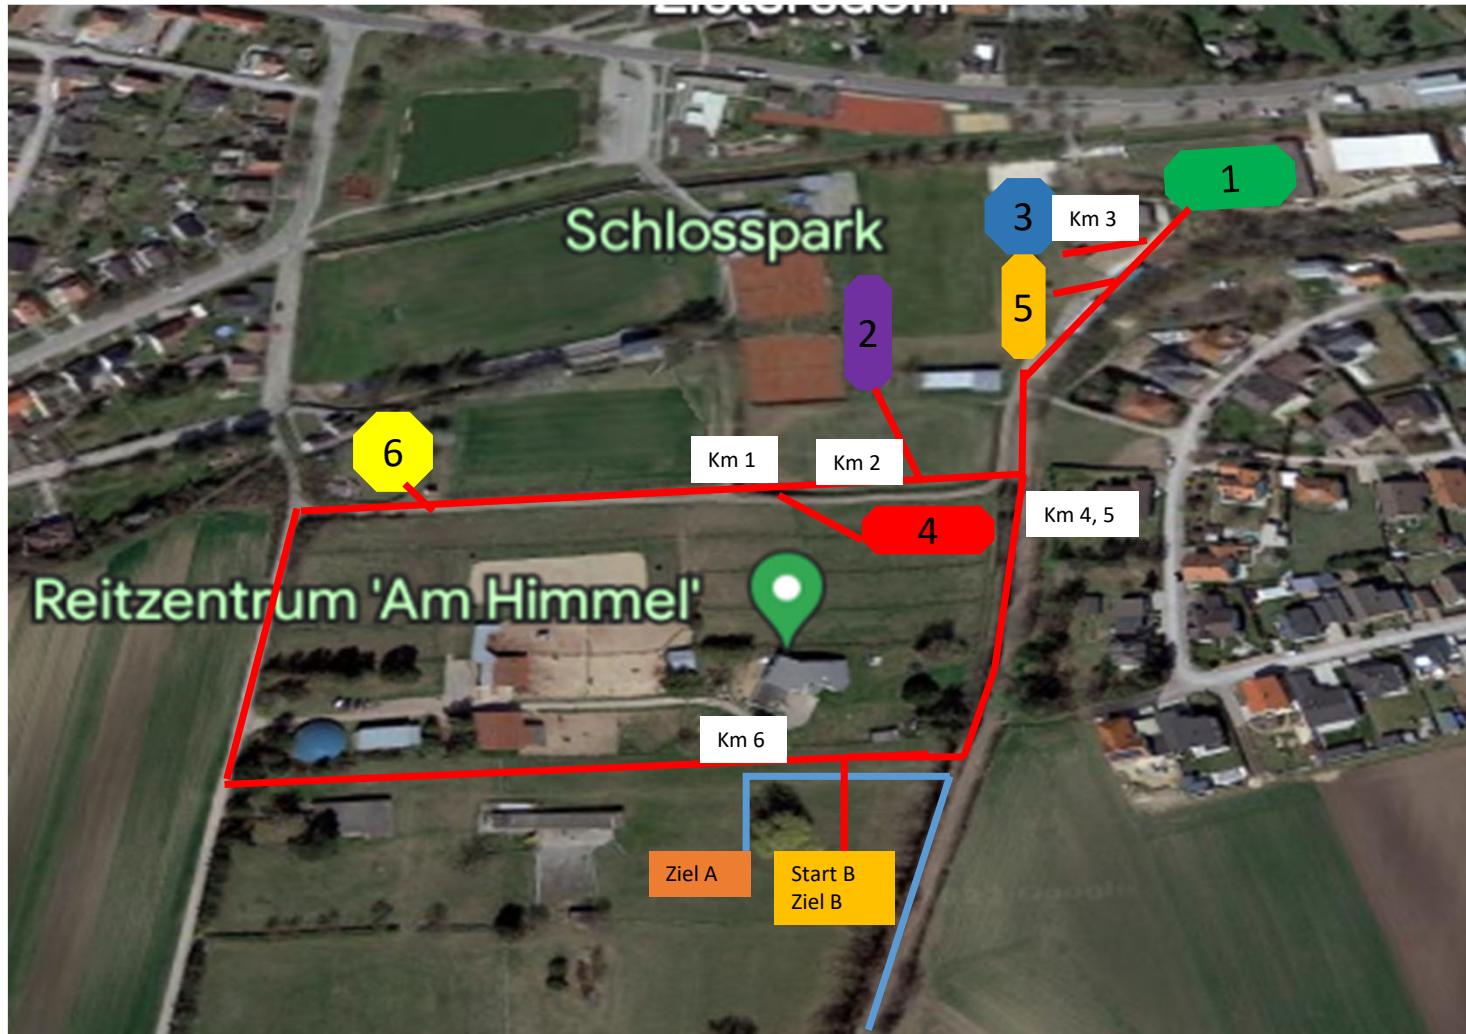 Zistersdorf
1
3
Km 3
Schlosspark
5
2
6
Km 1
Km 2
4
Km 4, 5
Reitzentrum 'Am Himmel'
Km 6
Ziel A
Start B
Ziel B